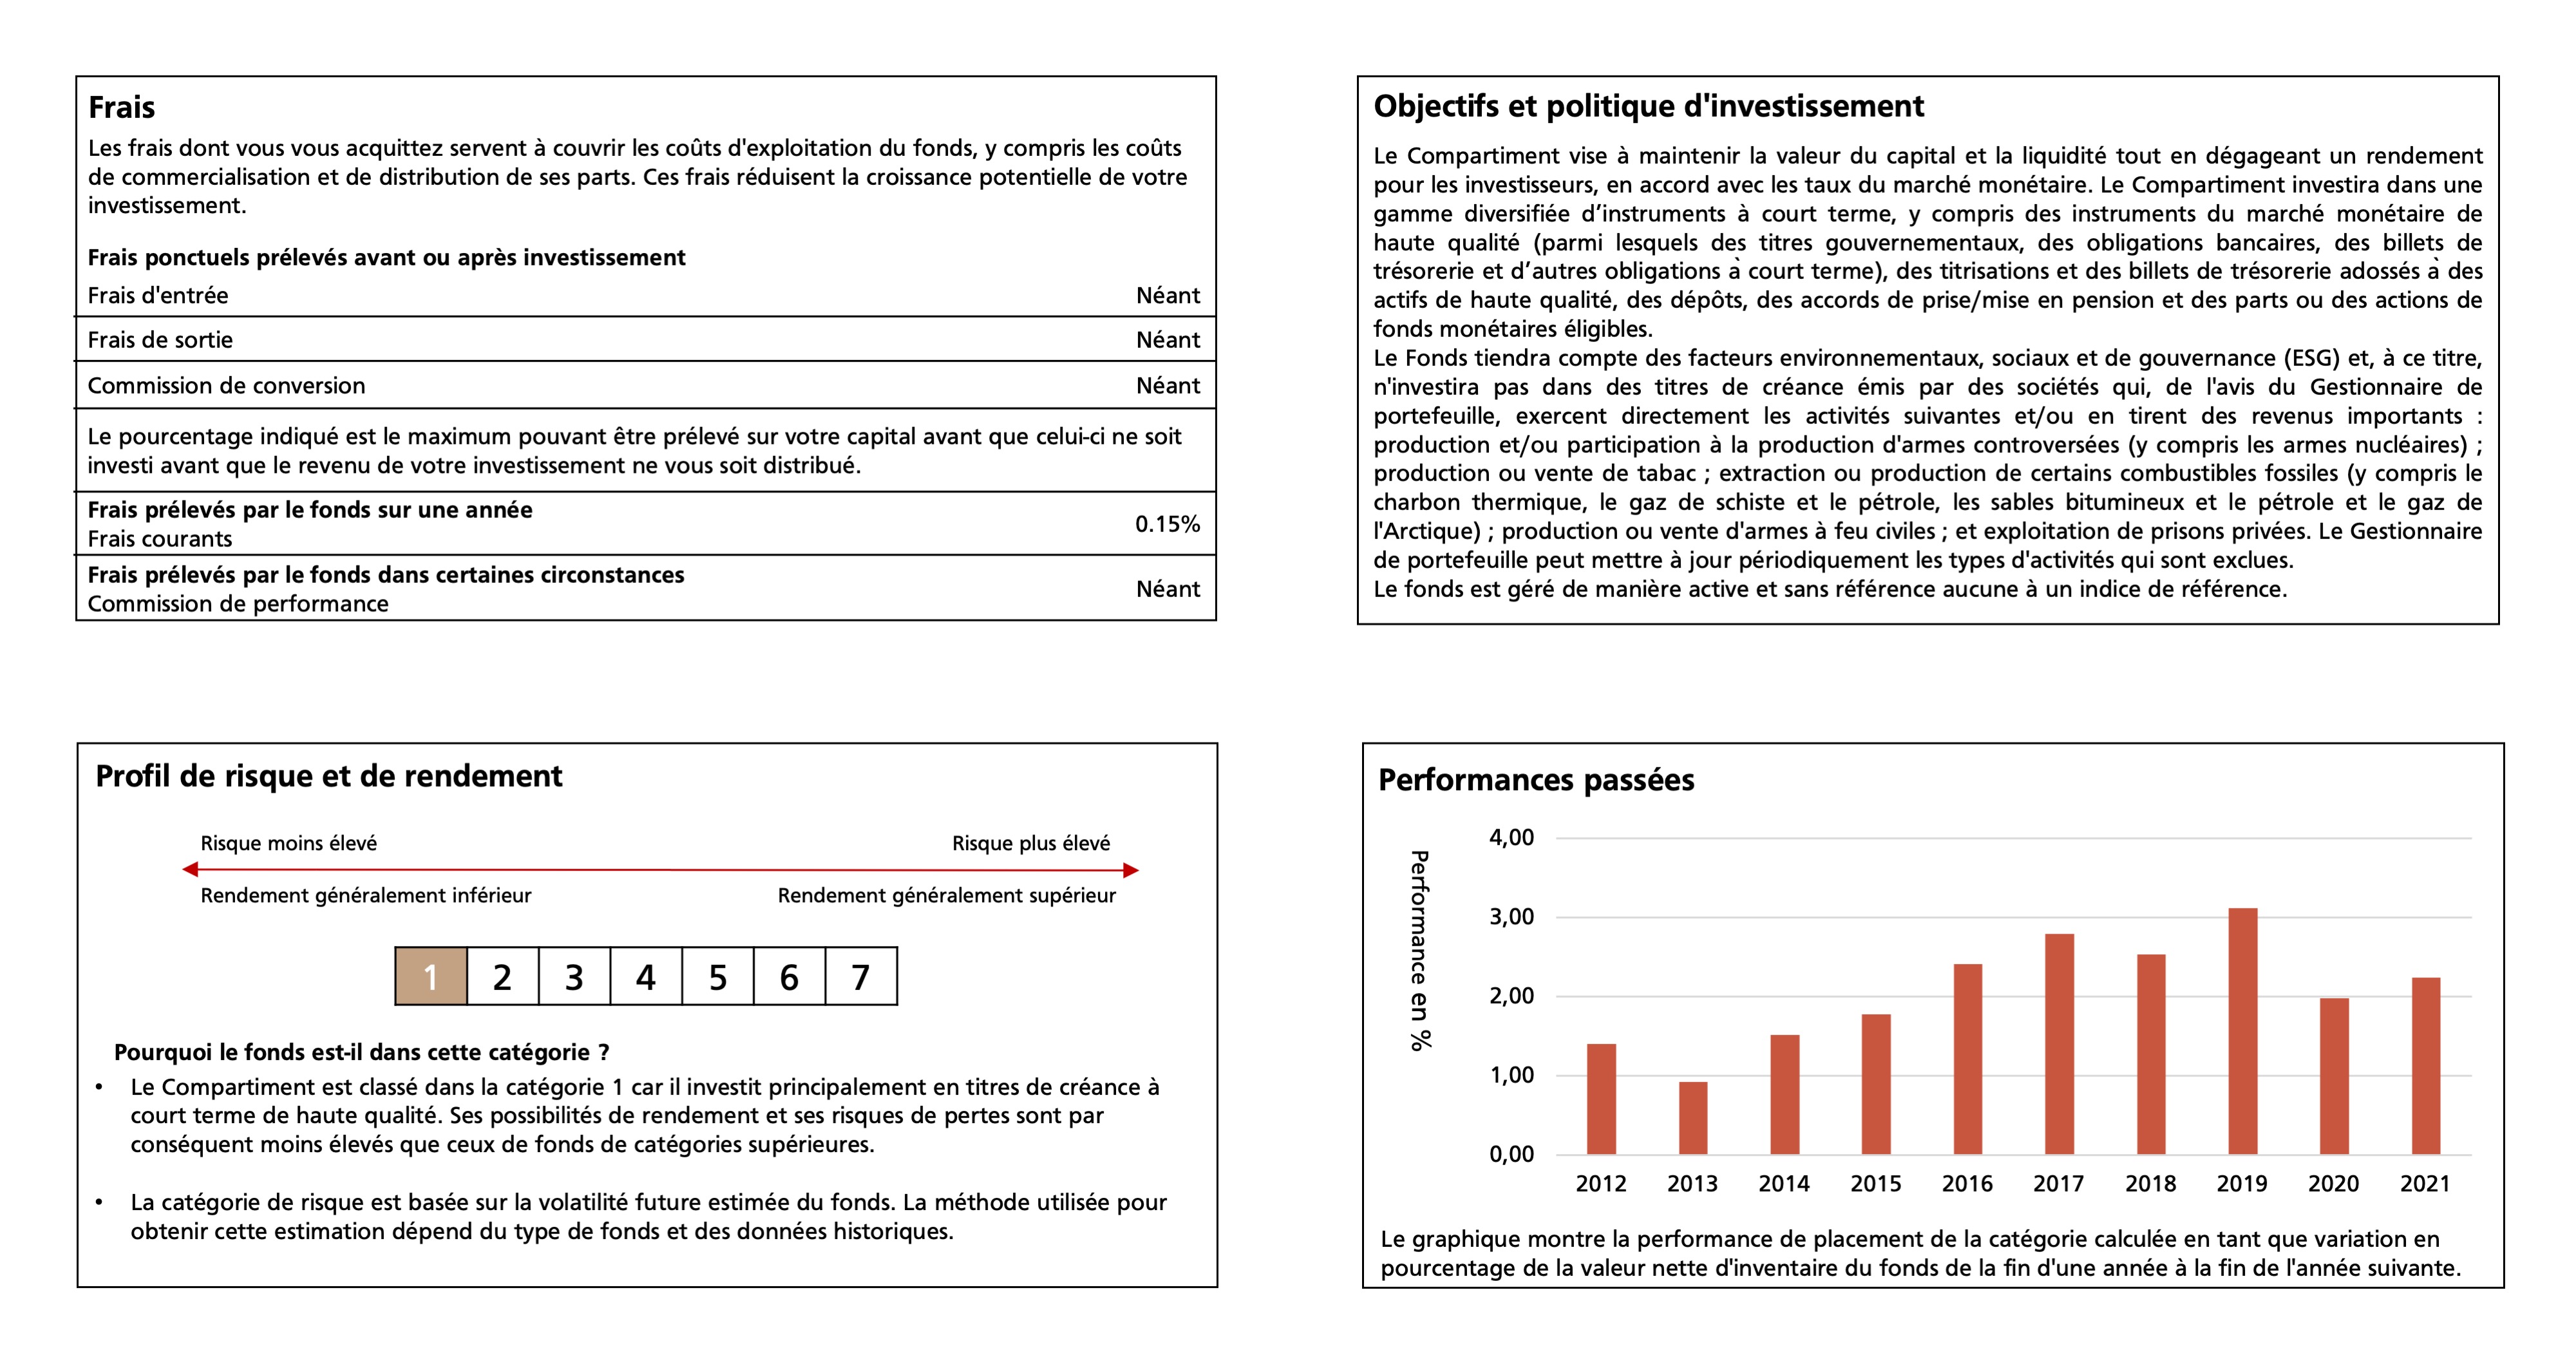 Frais
Les frais dont vous vous acquittez servent à couvrir les coûts d'exploitation du fonds, y compris les coûts
de commercialisation et de distribution de ses parts. Ces frais réduisent la croissance potentielle de votre
investissement.
Frais ponctuels prélevés avant ou après investissement
Frais d'entrée Néant
Frais de sortie Néant
Commission de conversion Néant
Le pourcentage indiqué est le maximum pouvant être prélevé sur votre capital avant que celui-ci ne soit
investi avant que le revenu de votre investissement ne vous soit distribué.
Frais prélevés par le fonds sur une année
Frais courants 0.15%
Frais prélevés par le fonds dans certaines circonstances
Commission de performance Néant
Objectifs et politique d'investissement
Le Compartiment vise à maintenir la valeur du capital et la liquidité tout en dégageant un rendement
pour les investisseurs, en accord avec les taux du marché monétaire. Le Compartiment investira dans une
gamme diversifiée d’instruments à court terme, y compris des instruments du marché monétaire de
haute qualité (parmi lesquels des titres gouvernementaux, des obligations bancaires, des billets de
trésorerie et d’autres obligations à court terme), des titrisations et des billets de trésorerie adossés à des
actifs de haute qualité, des dépôts, des accords de prise/mise en pension et des parts ou des actions de
fonds monétaires éligibles.
Le Fonds tiendra compte des facteurs environnementaux, sociaux et de gouvernance (ESG) et, à ce titre,
n'investira pas dans des titres de créance émis par des sociétés qui, de l'avis du Gestionnaire de
portefeuille, exercent directement les activités suivantes et/ou en tirent des revenus importants :
production et/ou participation à la production d'armes controversées (y compris les armes nucléaires) ;
production ou vente de tabac ; extraction ou production de certains combustibles fossiles (y compris le
charbon thermique, le gaz de schiste et le pétrole, les sables bitumineux et le pétrole et le gaz de
l'Arctique) ; production ou vente d'armes à feu civiles ; et exploitation de prisons privées. Le Gestionnaire
de portefeuille peut mettre à jour périodiquement les types d'activités qui sont exclues.
Le fonds est géré de manière active et sans référence aucune à un indice de référence.
Profil de risque et de rendement
Risque moins élevé Risque plus élevé
Rendement généralement inférieur Rendement généralement supérieur
1 2 3 4 5 6 7
Pourquoi le fonds est-il dans cette catégorie ?
• Le Compartiment est classé dans la catégorie 1 car il investit principalement en titres de créance à
court terme de haute qualité. Ses possibilités de rendement et ses risques de pertes sont par
conséquent moins élevés que ceux de fonds de catégories supérieures.
• La catégorie de risque est basée sur la volatilité future estimée du fonds. La méthode utilisée pour
obtenir cette estimation dépend du type de fonds et des données historiques.
Performances passées
Performance en %
4,00
3,00
2,00
1,00
0,00
2012 2013 2014 2015 2016 2017 2018 2019 2020 2021
Le graphique montre la performance de placement de la catégorie calculée en tant que variation en
pourcentage de la valeur nette d'inventaire du fonds de la fin d'une année à la fin de l'année suivante.